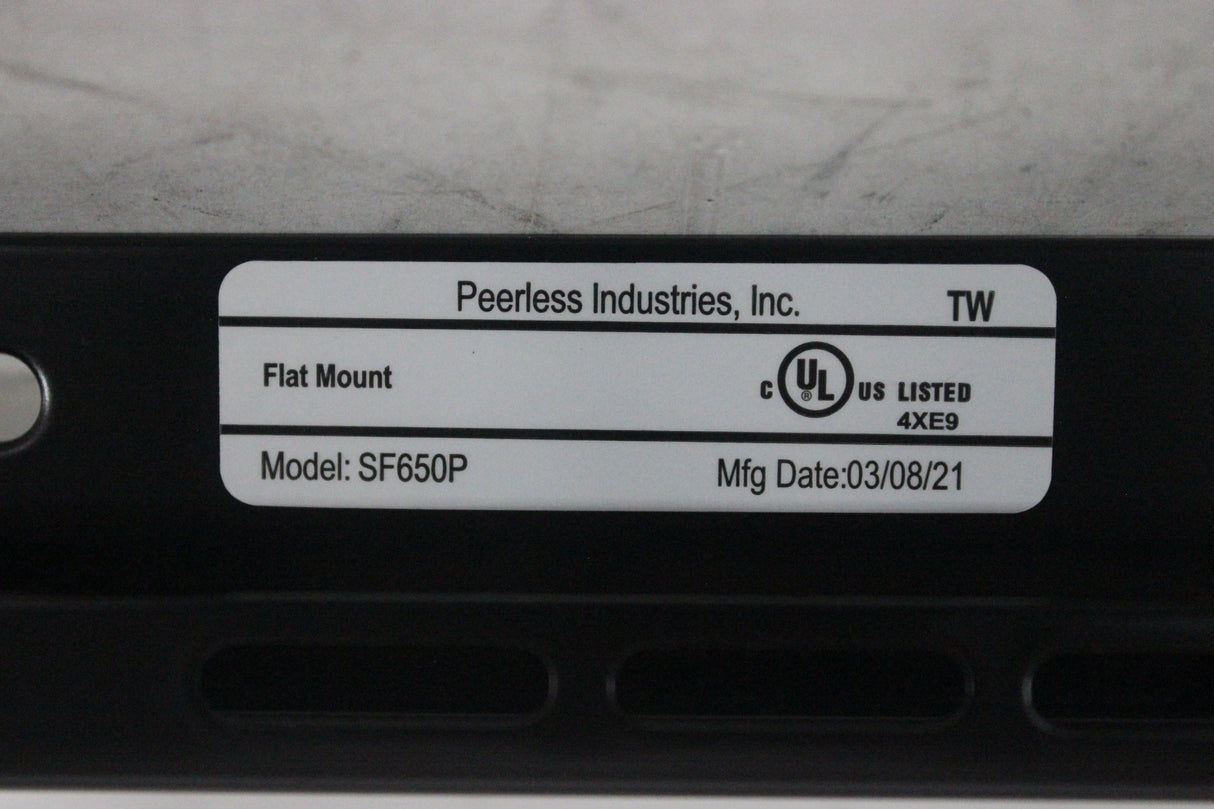 Peerless Industries, Inc. TW
Flat Mount
C UL ® US LISTED
4XE9
Model: SF650P Mfg Date:03/08/21